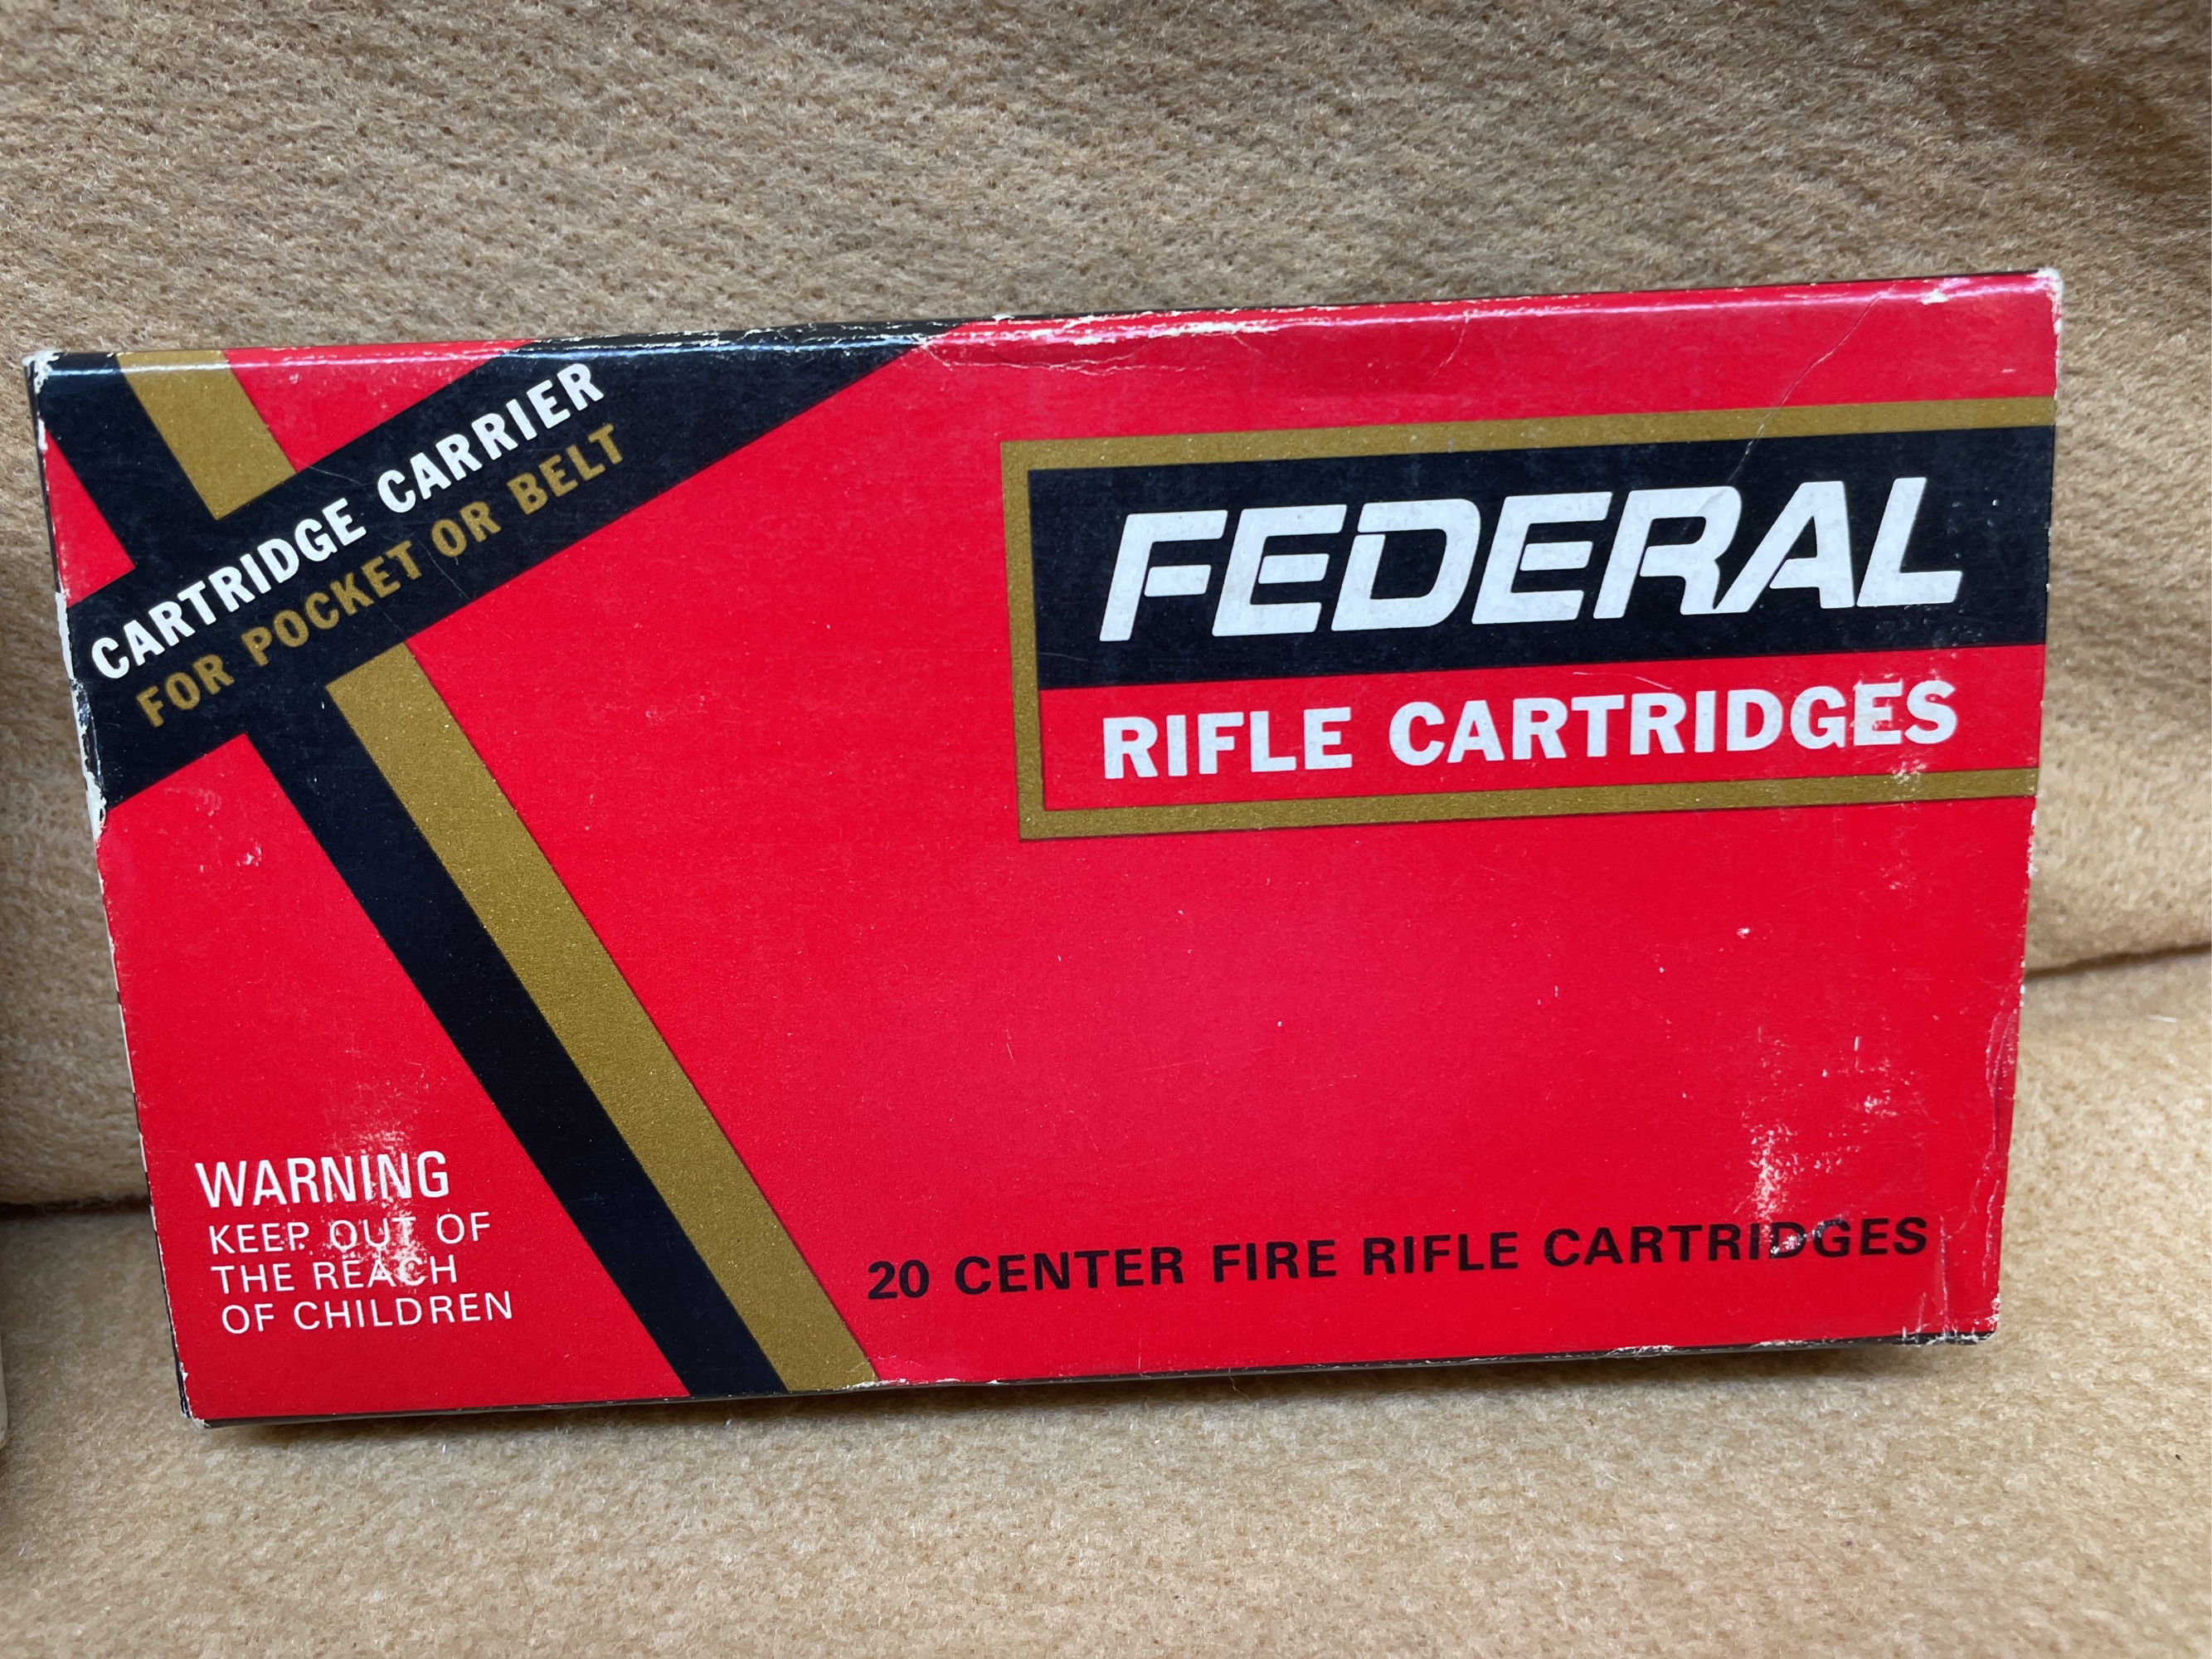 CARTRIDGE CARRIER
FOR POCKET OR BELT
FEDERAL
RIFLE CARTRIDGES
WARNING
KEEP OUT OF
THE REACH
OF CHILDREN
20 CENTER FIRE RIFLE CARTRIDGES